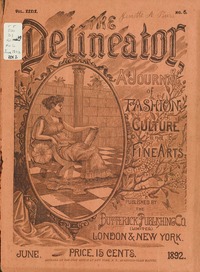 VOL. XXXIX.
NO. 6.
THE
Delineator
A JOURNAL
of
FASHION
CULTURE
AND
FINE ARTS
PUBLISHED BY
THE
BUTTERICK PUBLISHING CO.
(LIMITED)
LONDON & NEW YORK.
JUNE,
PRICE, 15 CENTS.
1892.